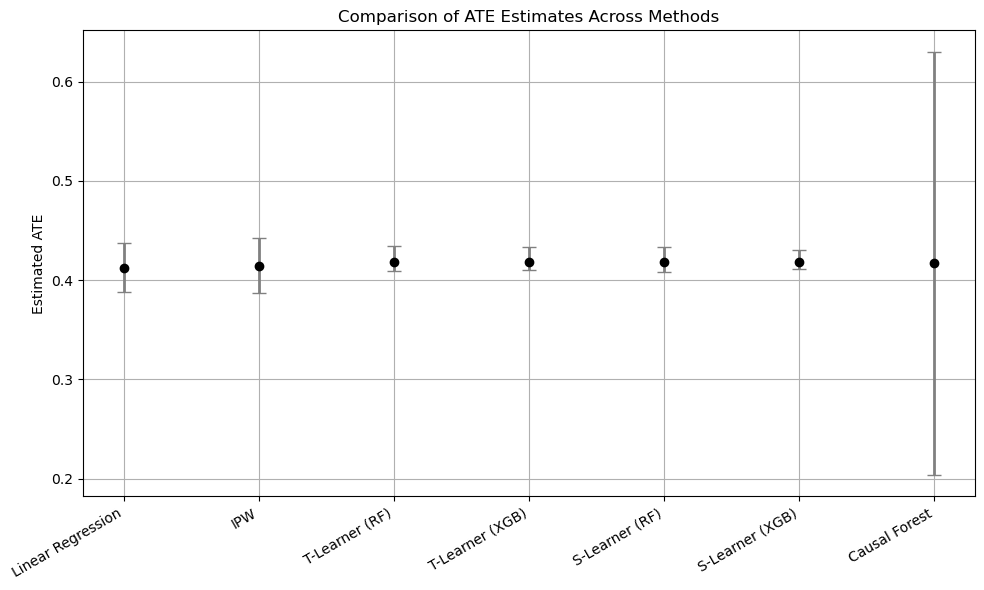 Comparison of ATE Estimates Across Methods
Estimated ATE
0.6
0.5
0.4
0.3
0.2
Linear Regression
IPW
T-Learner (RF)
T-Learner (XGB)
S-Learner (RF)
S-Learner (XGB)
Causal Forest